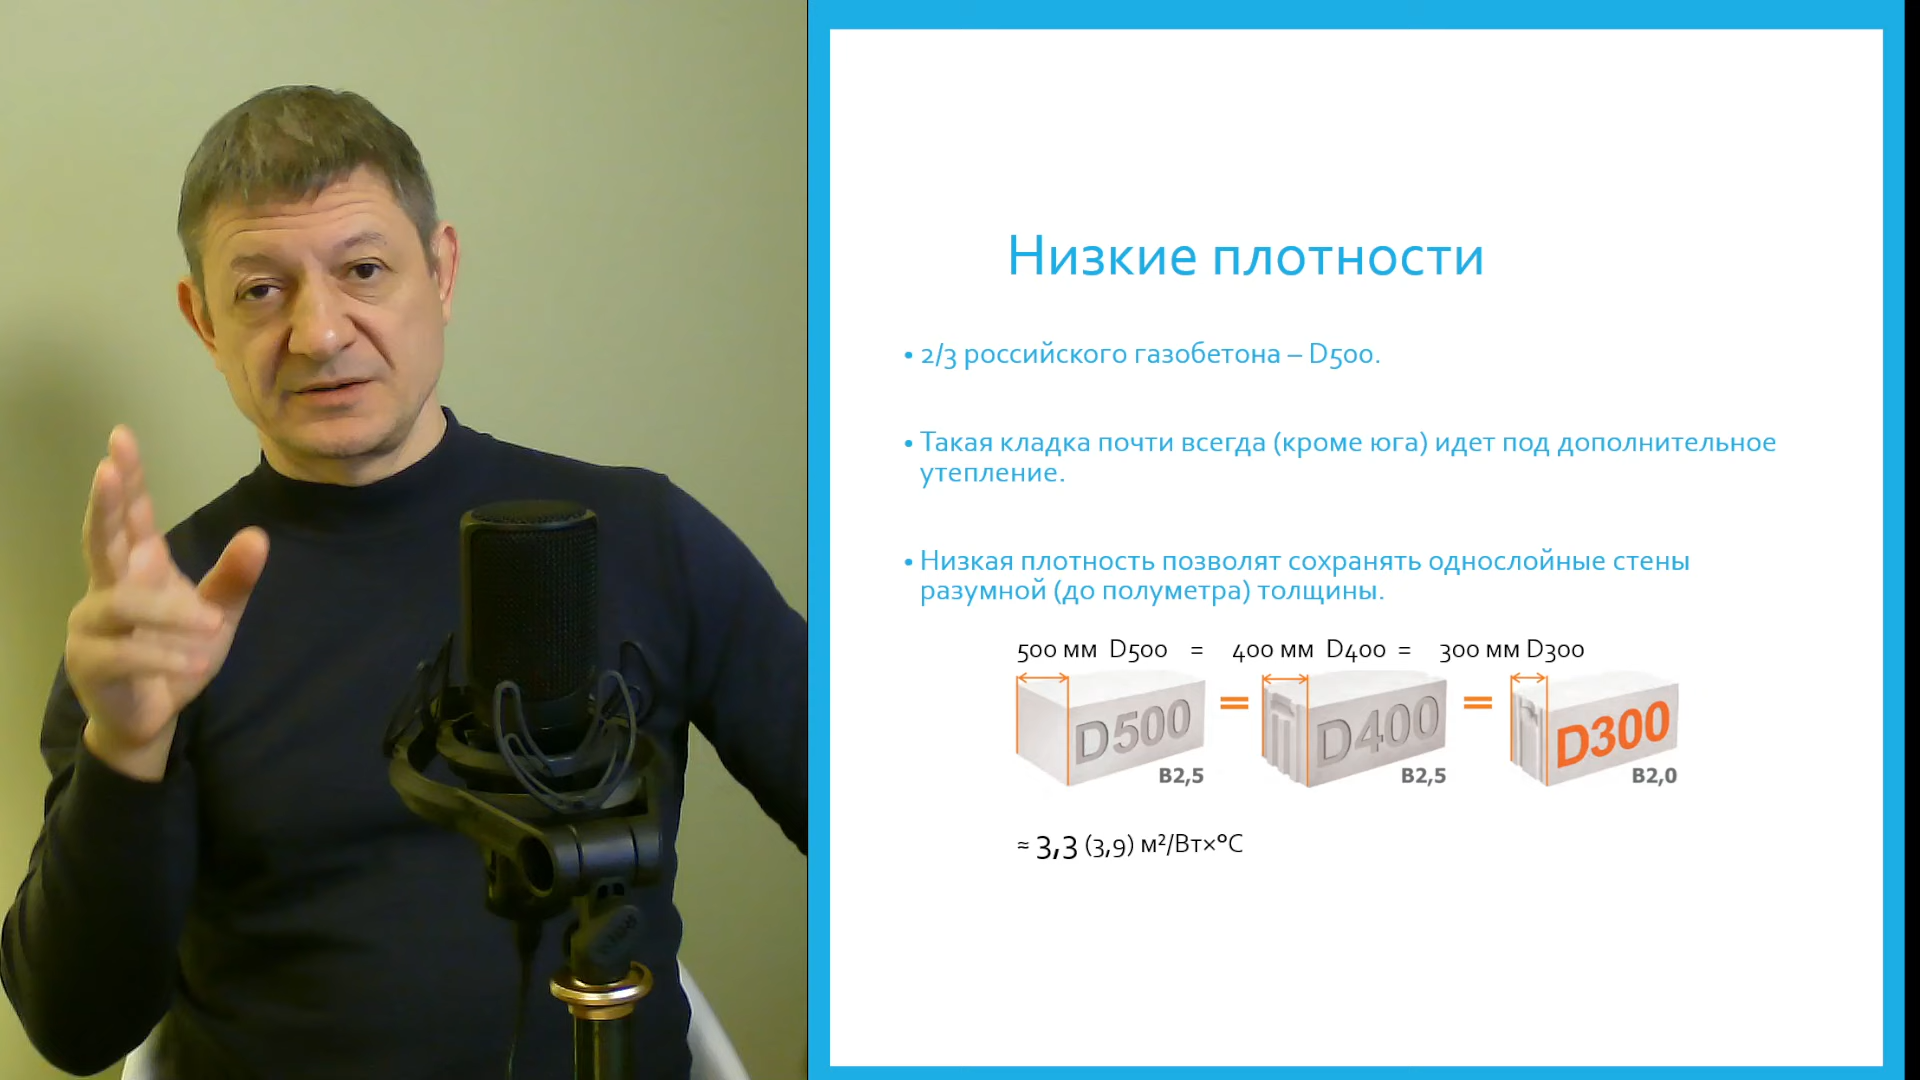 Низкие плотности
• 2/3 российского газобетона – D500.
• Такая кладка почти всегда (кроме юга) идет под дополнительное
утепление.
• Низкая плотность позволят сохранять однослойные стены
разумной (до полуметра) толщины.
500 мм D500 = 400 мм D400 = 300 мм D300
D500 = D400 = D300
B2,5 B2,5 B2,0
≈ 3,3 (3,9) м²/Вт×°С